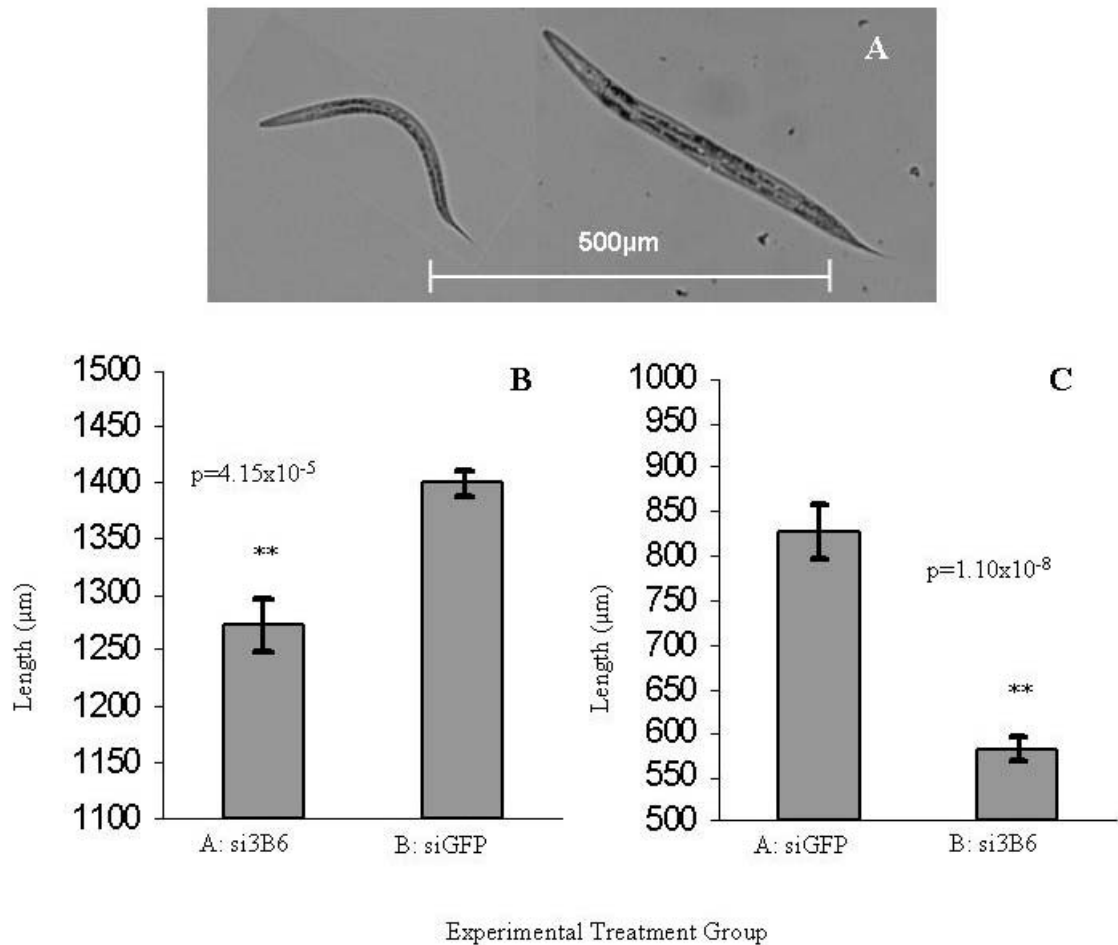 A
500µm
B
1500
1450
1400
1350
1300
1250
1200
1150
1100
Length (µm)
p=4.15x10-5
**
A: si3B6
B: siGFP
C
1000
950
900
850
800
750
700
650
600
550
500
Length (µm)
p=1.10x10-8
**
A: siGFP
B: si3B6
Experimental Treatment Group